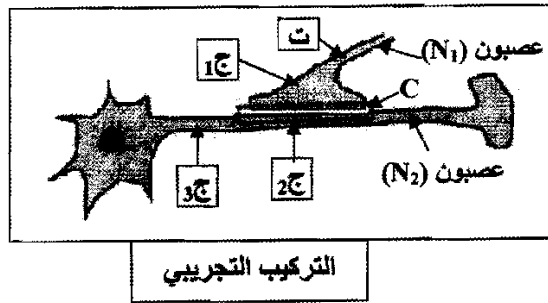 ت
عصبون (N₁)
ج₁
C
ج₃
ج₂
عصبون (N₂)
التركيب التجريبي